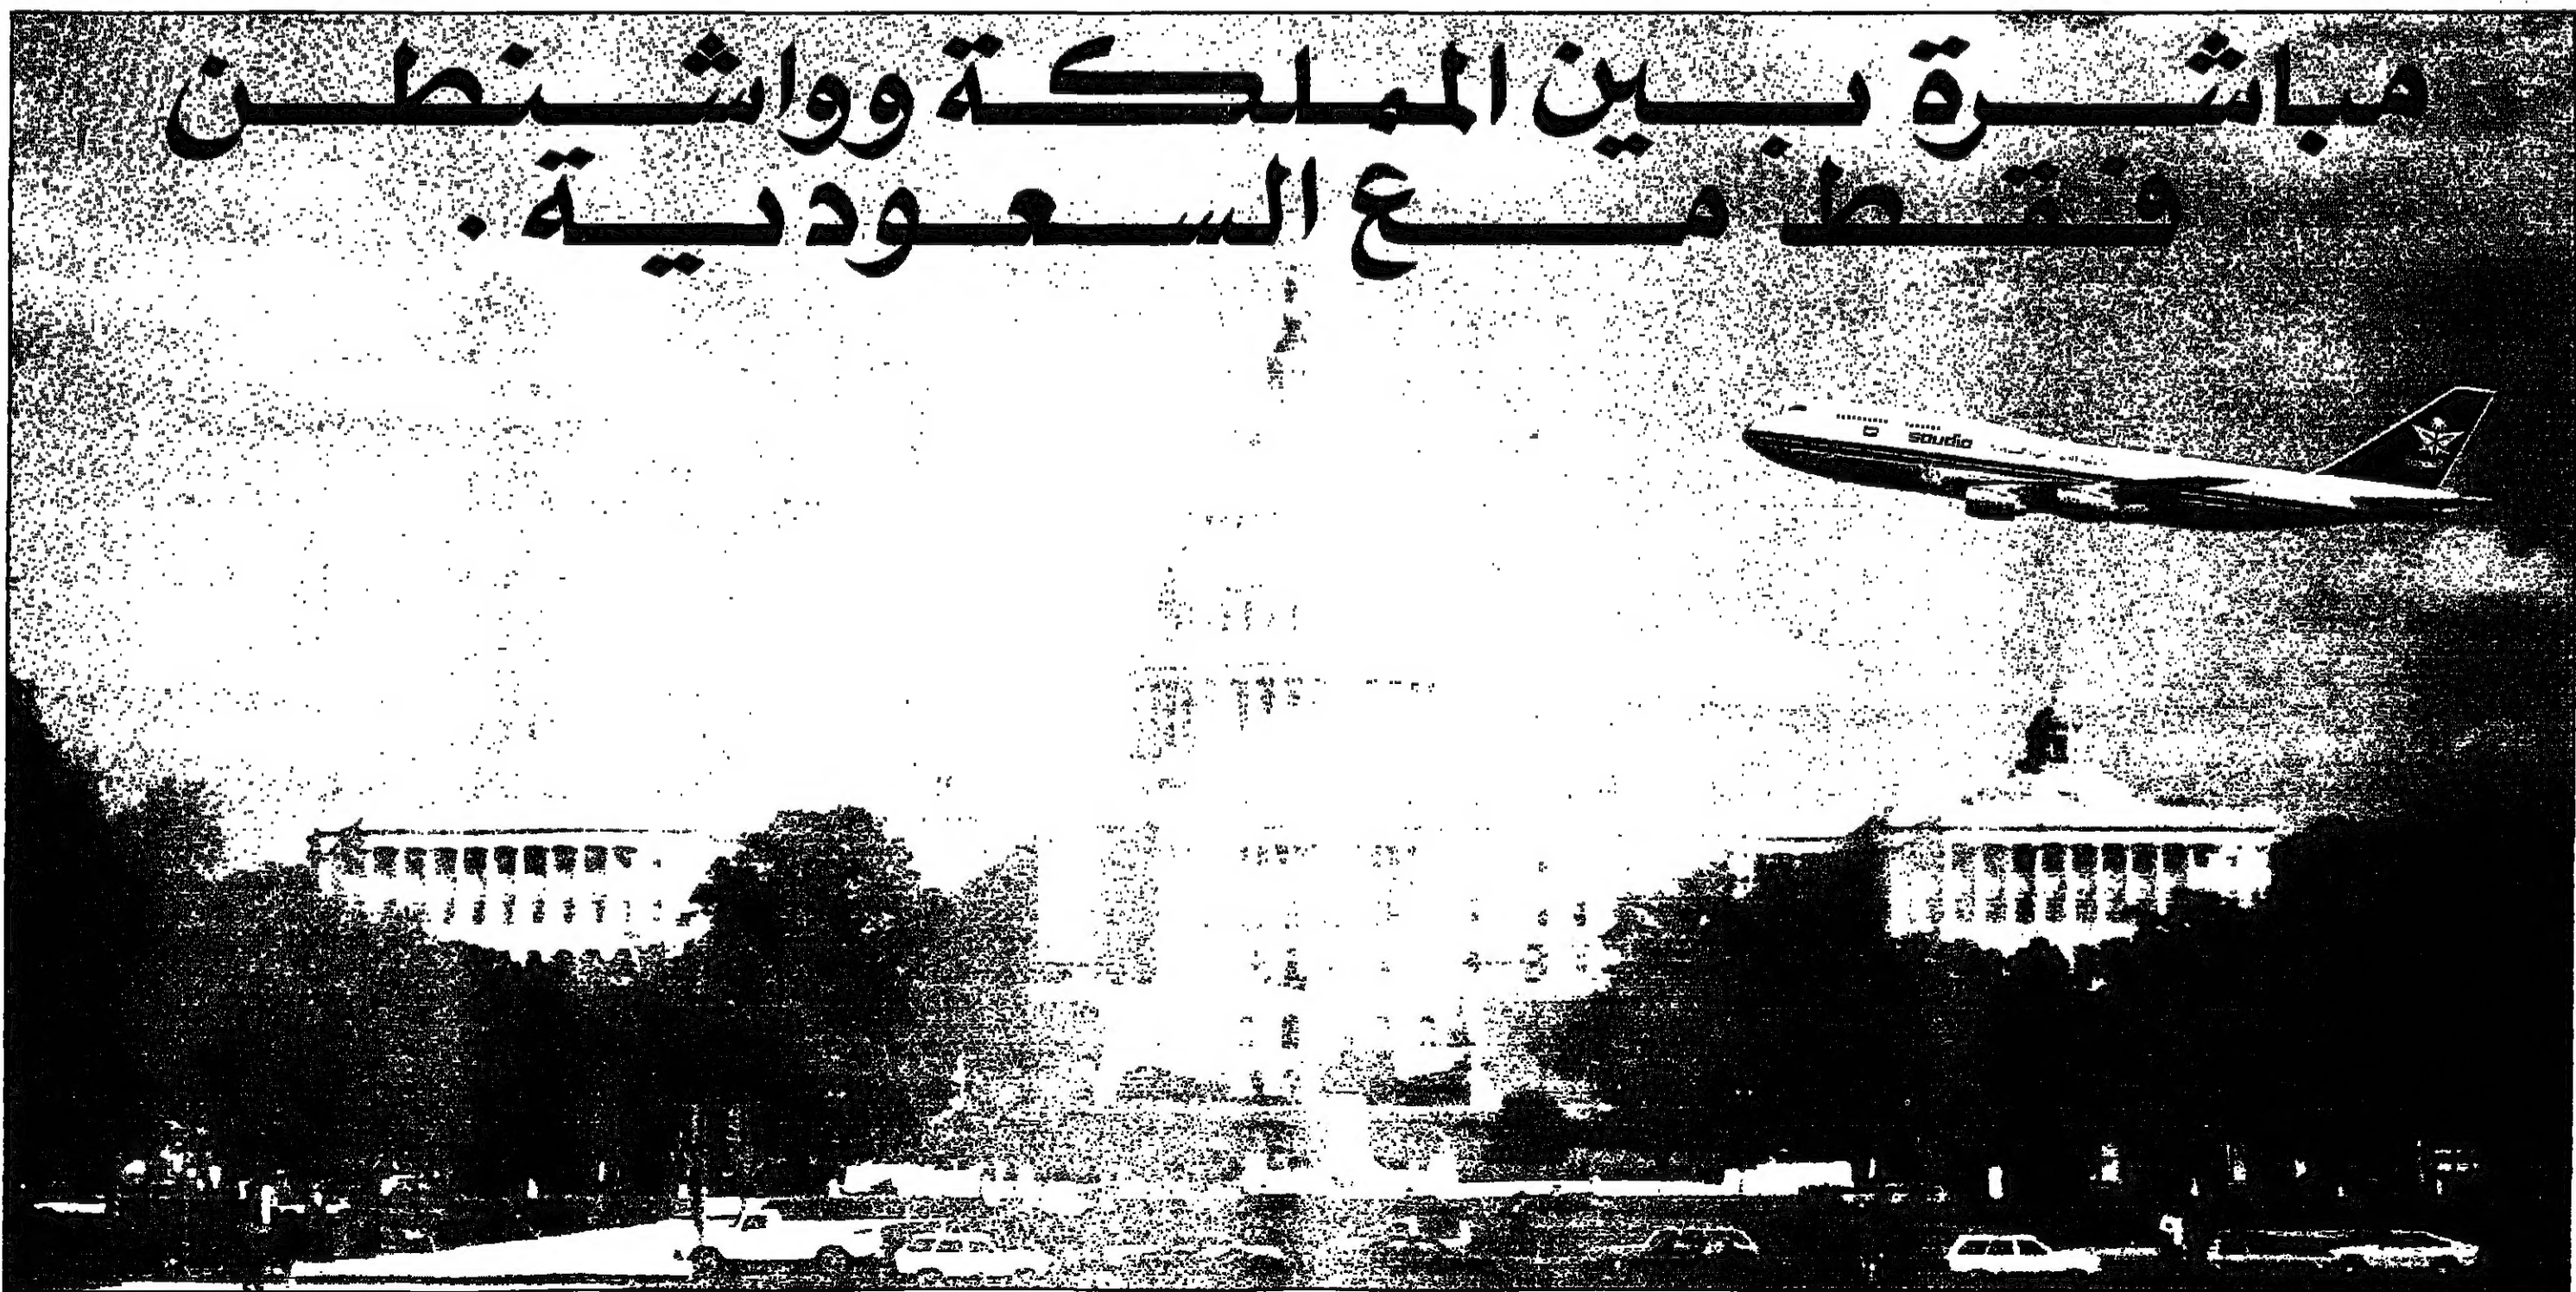 مباشرة بين المملكة وواشنطن
فقط مع السعودية.
saudia